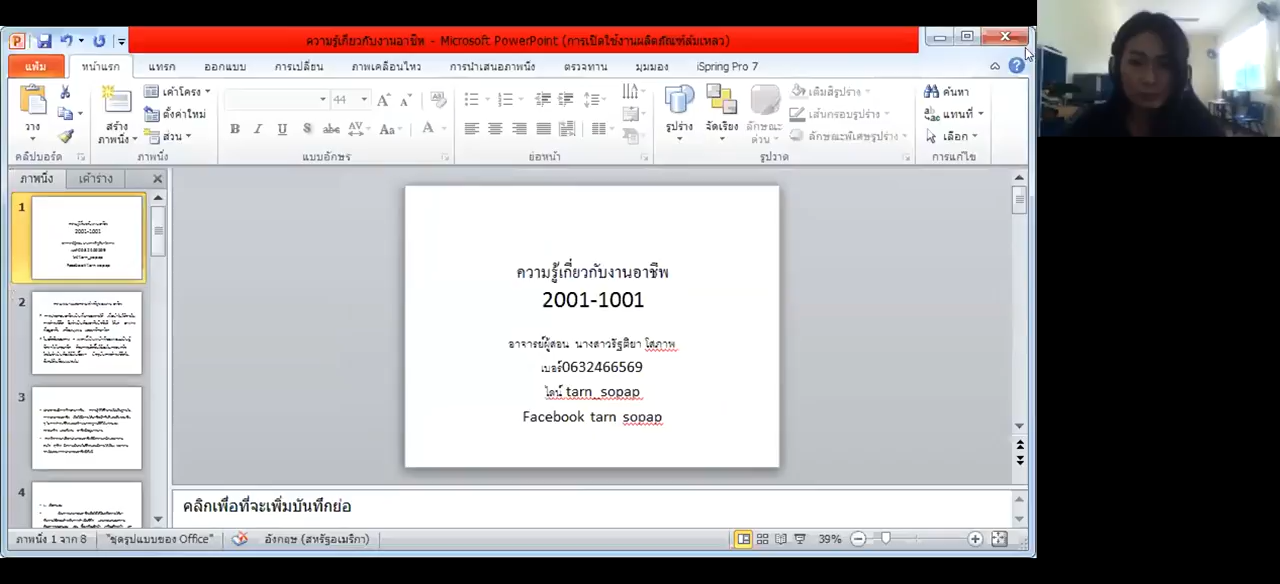 ความรู้เกี่ยวกับงานอาชีพ - Microsoft PowerPoint (การเปิดใช้งานผลิตภัณฑ์ล้มเหลว)
แฟ้ม หน้าแรก แทรก ออกแบบ การเปลี่ยน ภาพเคลื่อนไหว การนำเสนอภาพนิ่ง ตรวจทาน มุมมอง iSpring Pro 7
เค้าโครง
ตั้งค่าใหม่
ส่วน
วาง
สร้างภาพนิ่ง
44
รูปร่าง จัดเรียง ลักษณะด่วน
เติมสีรูปร่าง
เส้นกรอบรูปร่าง
ลักษณะพิเศษรูปร่าง
ค้นหา
แทนที่
เลือก
คลิปบอร์ด ภาพนิ่ง แบบอักษร ย่อหน้า รูปวาด การแก้ไข
ภาพนิ่ง เค้าร่าง
1
2
3
4
ความรู้เกี่ยวกับงานอาชีพ
2001-1001
อาจารย์ผู้สอน นางสาวรัฐติยา โสภาพ
เบอร์0632466569
ไลน์ tarn_sopap
Facebook tarn sopap
คลิกเพื่อที่จะเพิ่มบันทึกย่อ
ภาพนิ่ง 1 จาก 8 "ชุดรูปแบบของ Office" อังกฤษ (สหรัฐอเมริกา) 39%